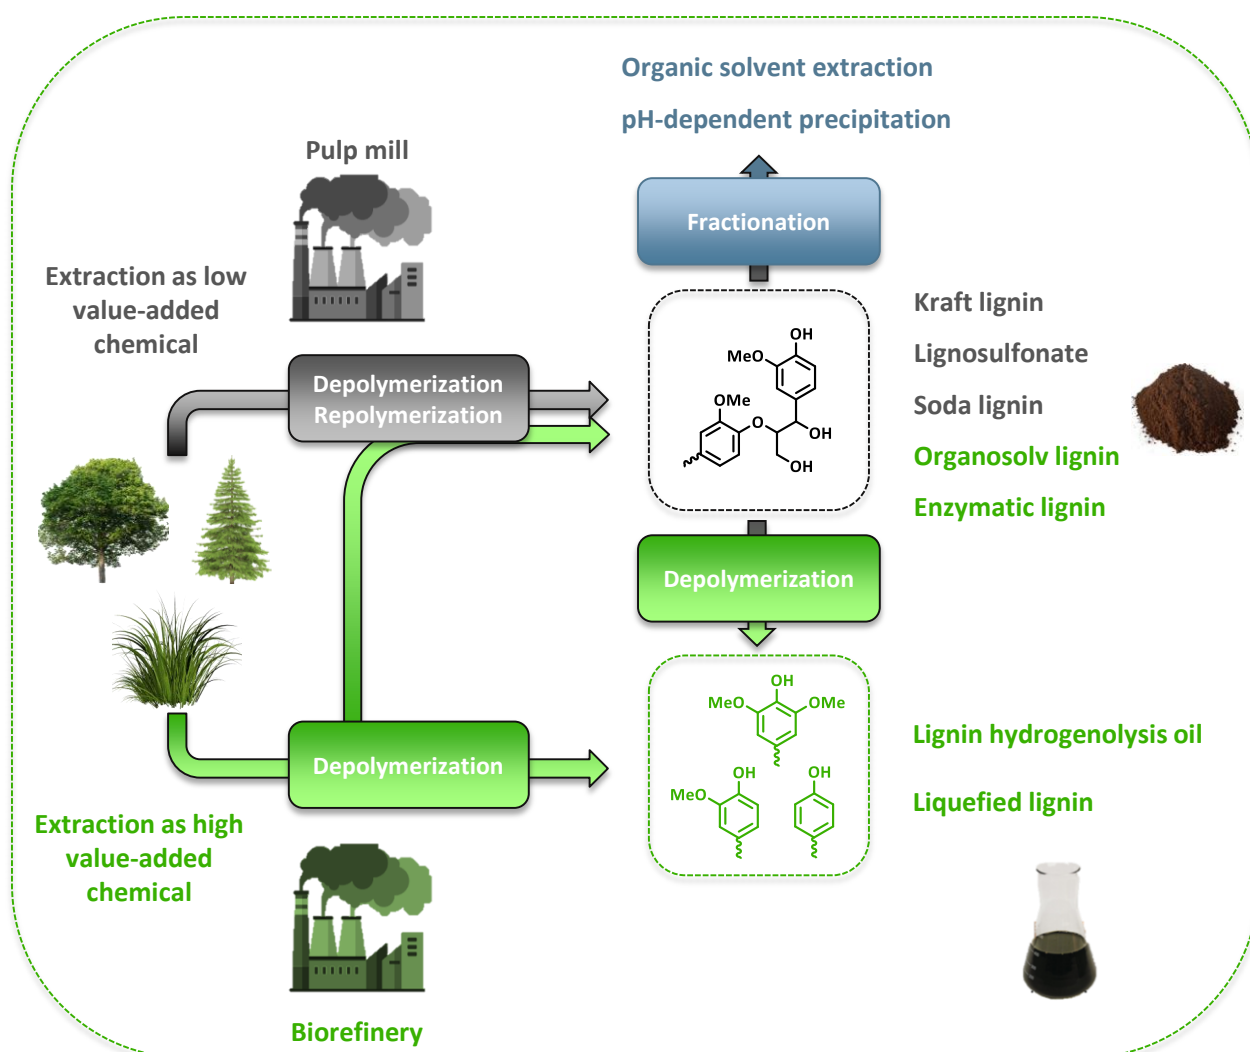 Organic solvent extraction
pH-dependent precipitation
Pulp mill
Fractionation
Extraction as low
value-added
chemical
Depolymerization
Repolymerization
OH
MeO
OMe
O
OH
OH
Kraft lignin
Lignosulfonate
Soda lignin
Organosolv lignin
Enzymatic lignin
Depolymerization
OH
MeO
OMe
OH
MeO
OH
Lignin hydrogenolysis oil
Liquefied lignin
Depolymerization
Extraction as high
value-added
chemical
Biorefinery